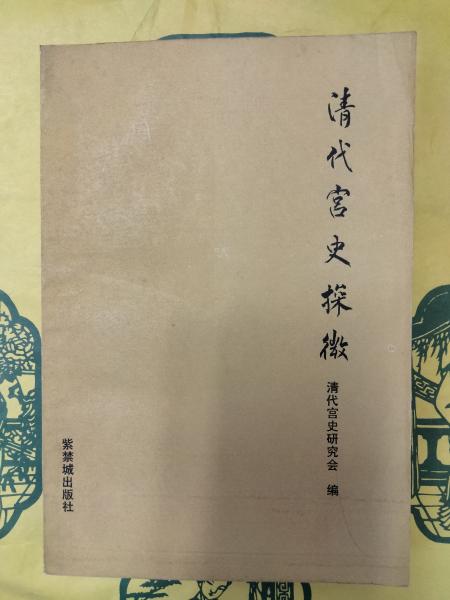 清代宫史探微
清代宫史研究会 编
紫禁城出版社